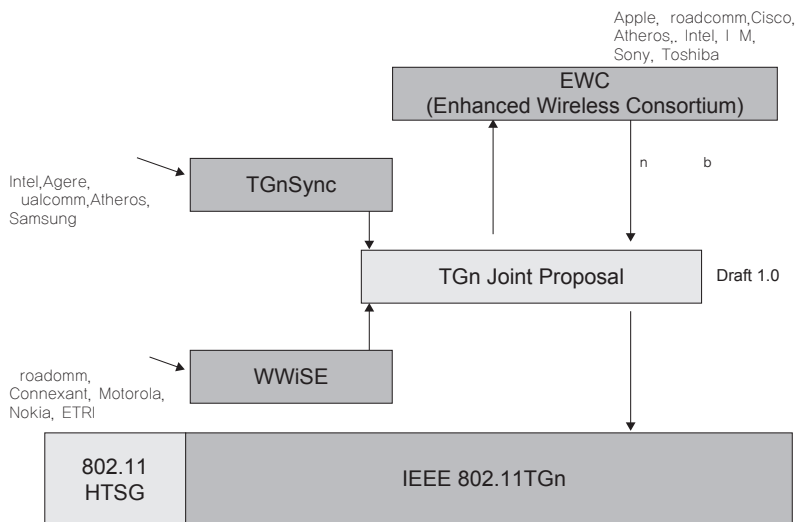 Apple, roadcomm,Cisco,
Atheros,. Intel, I M,
Sony, Toshiba
EWC
(Enhanced Wireless Consortium)
n b
TGnSync
Intel,Agere,
ualcomm,Atheros,
Samsung
TGn Joint Proposal
Draft 1.0
WWiSE
roadomm,
Connexant, Motorola,
Nokia, ETRI
802.11
HTSG
IEEE 802.11TGn